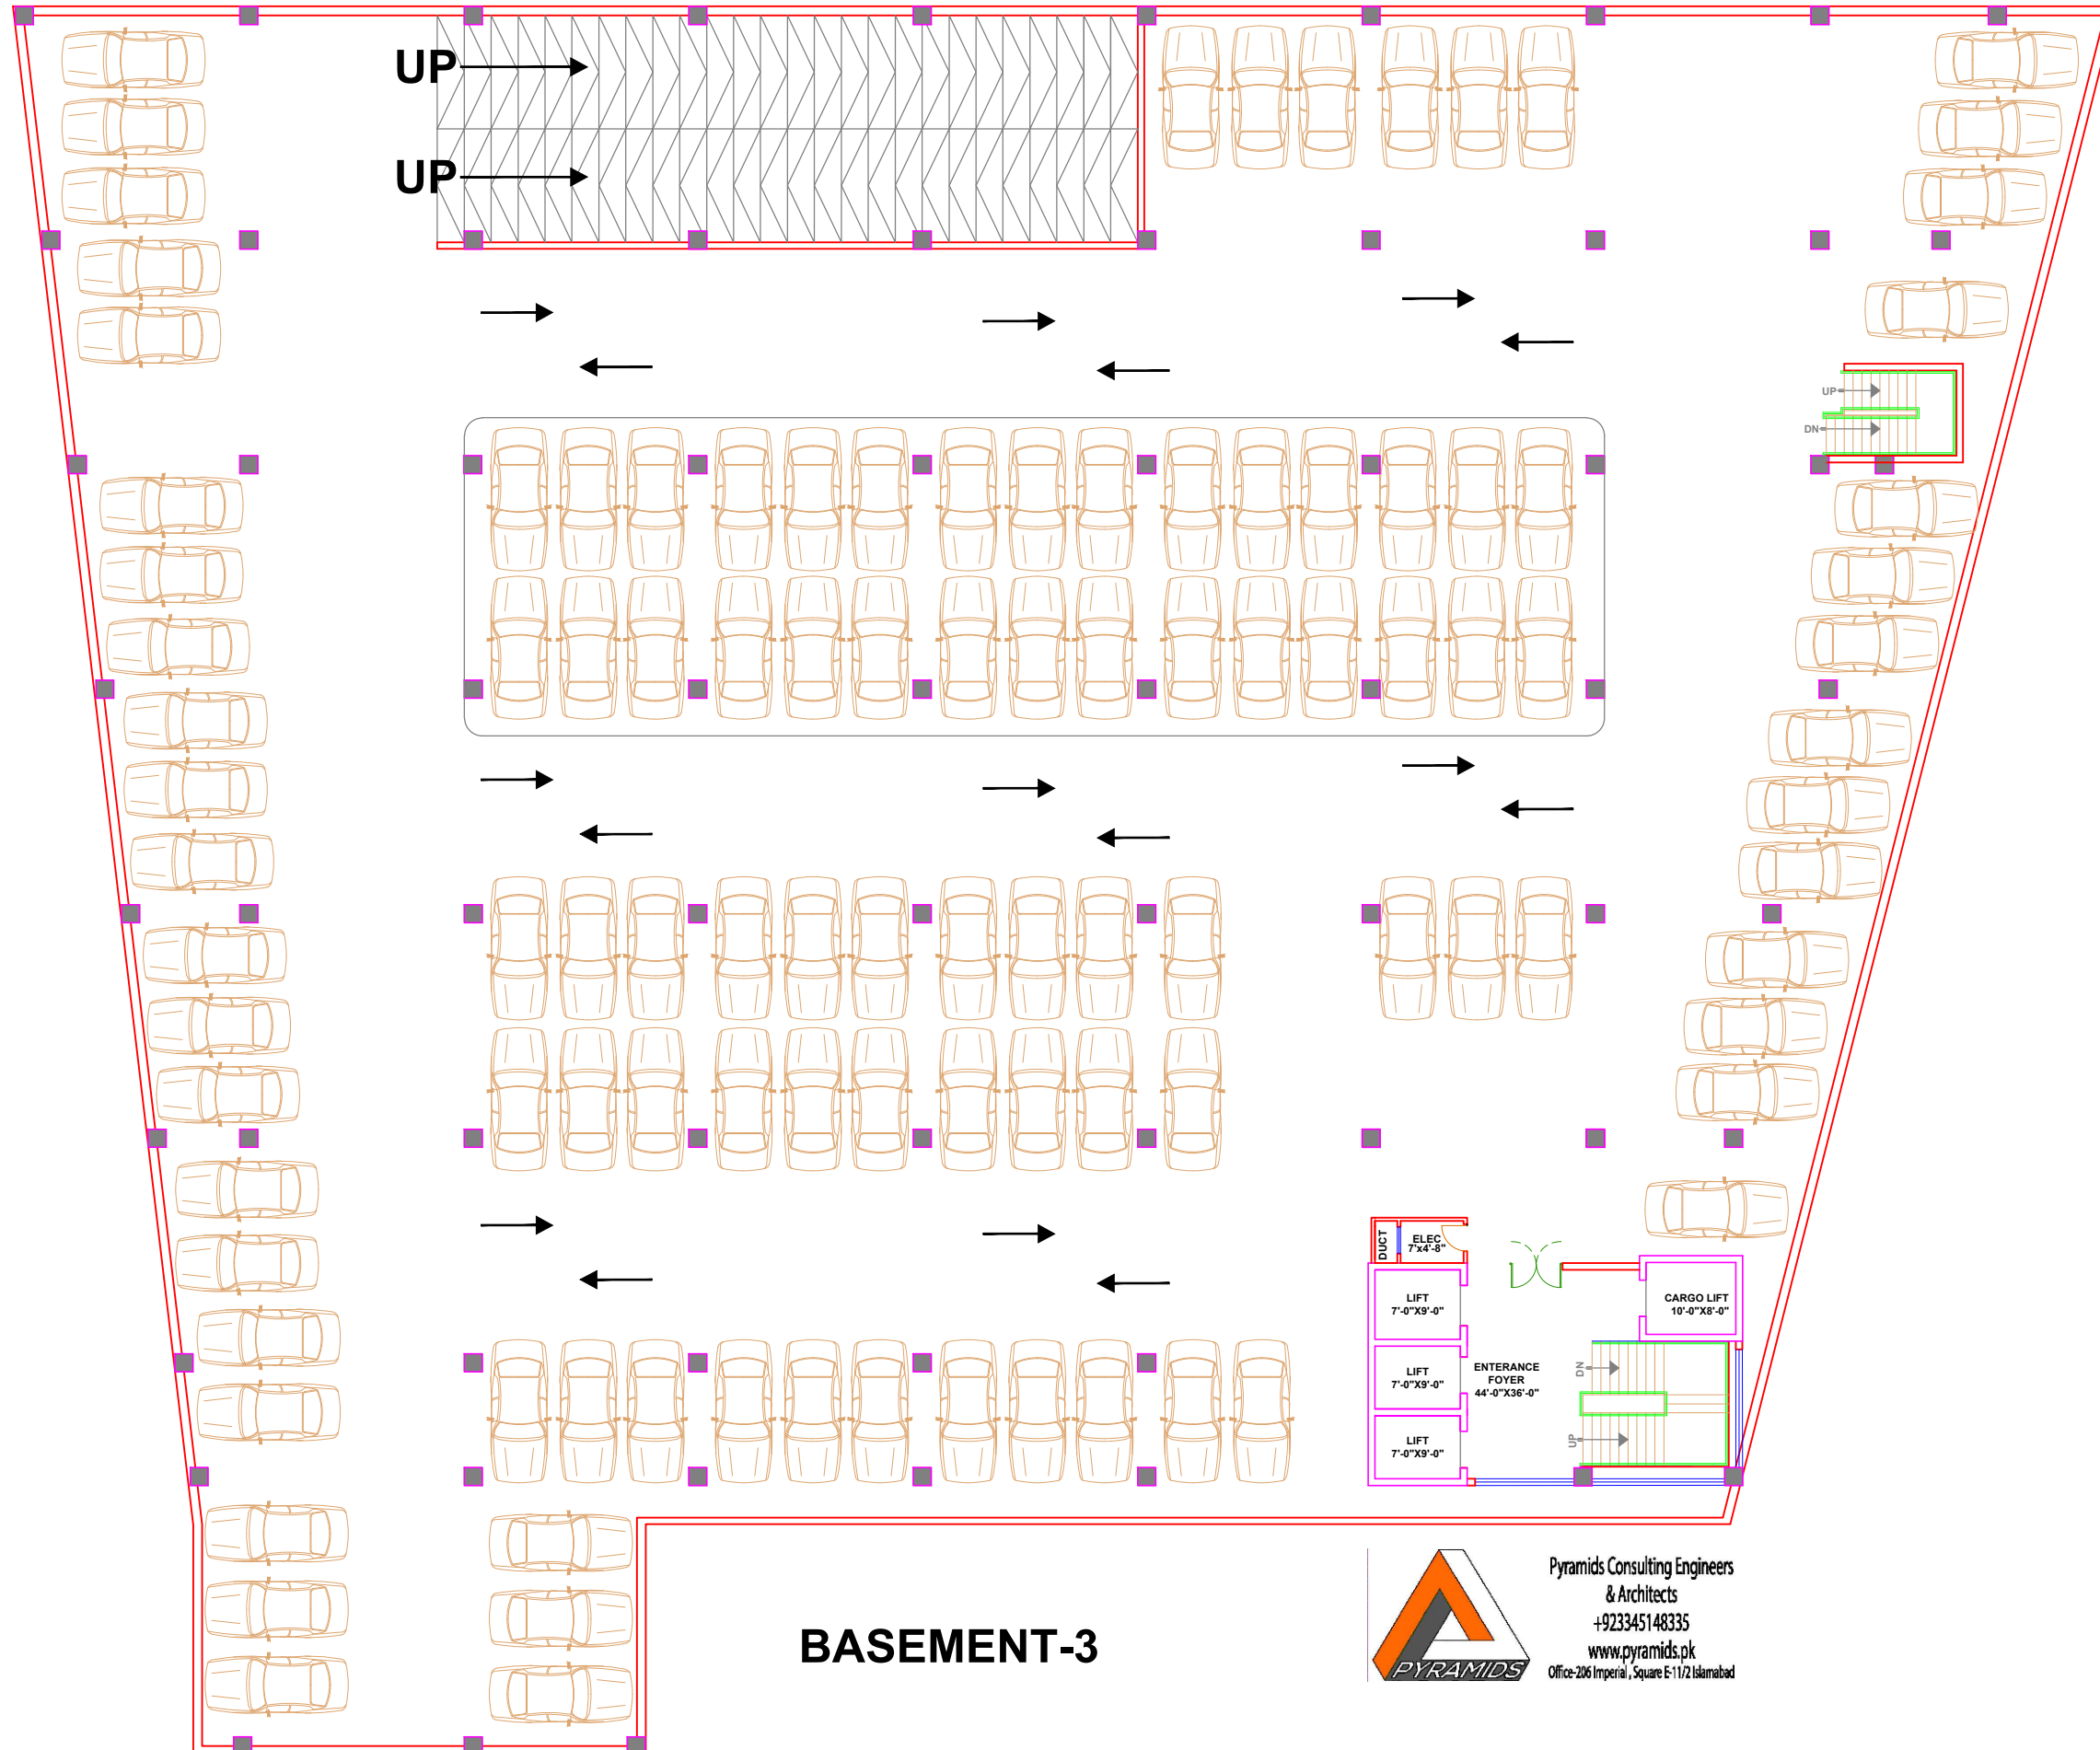 UP
UP
UP
DN
DUCT
ELEC
7'x4'-8"
LIFT
7'-0"X9'-0"
CARGO LIFT
10'-0"X8'-0"
LIFT
7'-0"X9'-0"
ENTERANCE
FOYER
44'-0"X36'-0"
DN
LIFT
7'-0"X9'-0"
UP
BASEMENT-3
PYRAMIDS
Pyramids Consulting Engineers
& Architects
+923345148335
www.pyramids.pk
Office-206 Imperial , Square E-11/2 Islamabad